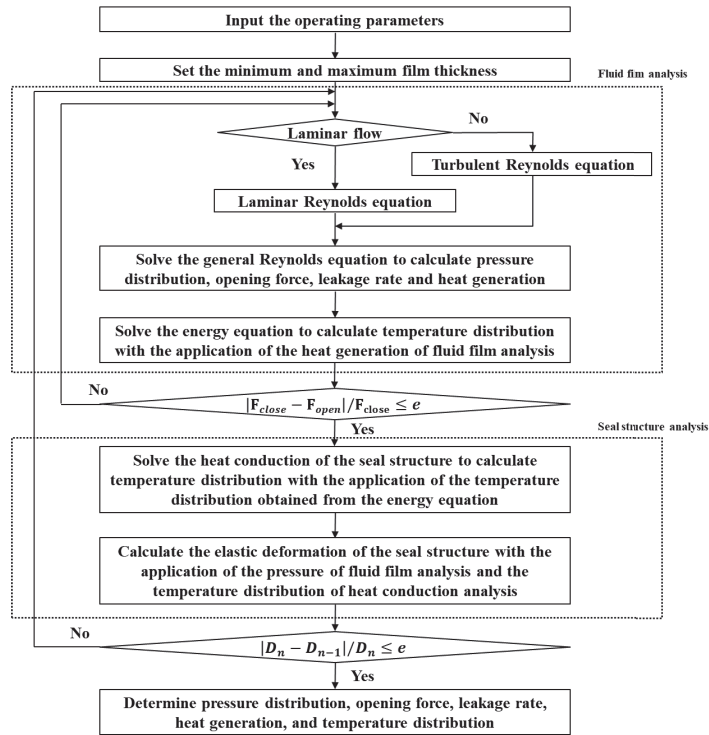 Input the operating parameters
Set the minimum and maximum film thickness
Fluid fim analysis
Laminar flow
No
Yes
Turbulent Reynolds equation
Laminar Reynolds equation
Solve the general Reynolds equation to calculate pressure
distribution, opening force, leakage rate and heat generation
Solve the energy equation to calculate temperature distribution
with the application of the heat generation of fluid film analysis
No
|F_close − F_open|/F_close ≤ e
Yes
Seal structure analysis
Solve the heat conduction of the seal structure to calculate
temperature distribution with the application of the temperature
distribution obtained from the energy equation
Calculate the elastic deformation of the seal structure with the
application of the pressure of fluid film analysis and the
temperature distribution of heat conduction analysis
No
|D_n − D_{n−1}|/D_n ≤ e
Yes
Determine pressure distribution, opening force, leakage rate,
heat generation, and temperature distribution